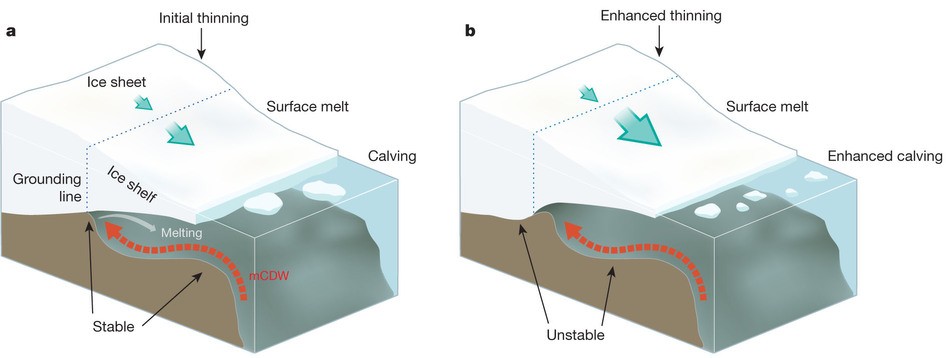 a
Initial thinning
Ice sheet
Surface melt
Calving
Grounding
line
Ice shelf
Melting
mCDW
Stable
b
Enhanced thinning
Surface melt
Enhanced calving
Unstable